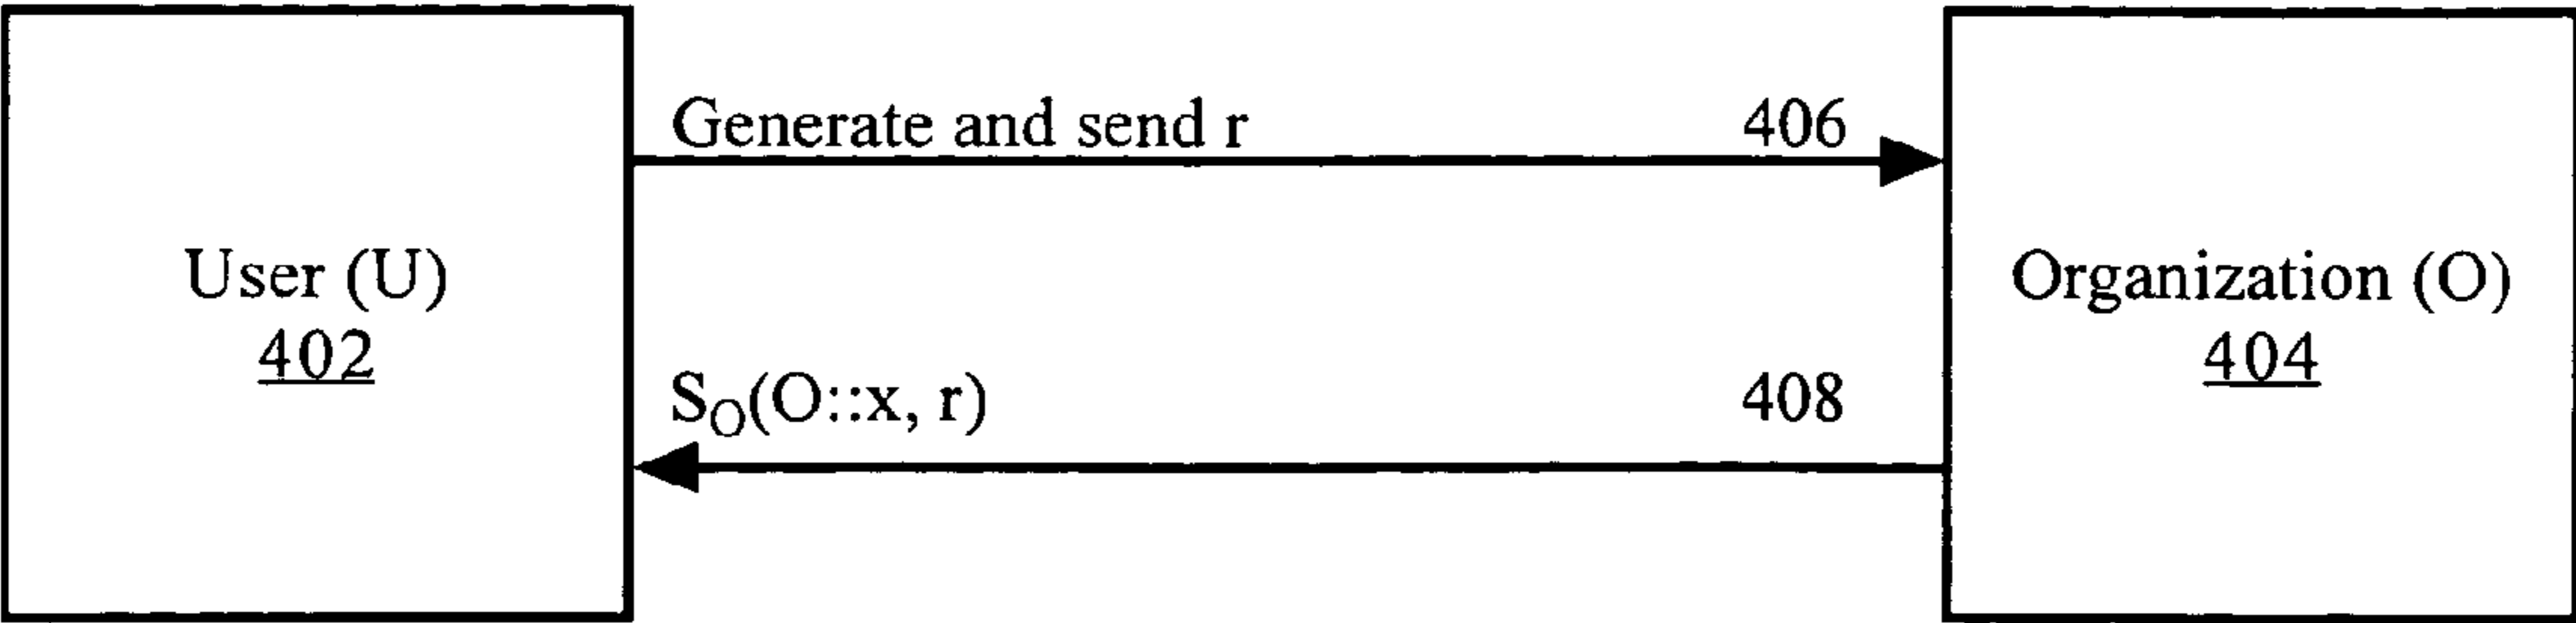 Generate and send r 406
User (U)
402
Organization (O)
404
S_O(O::x, r) 408